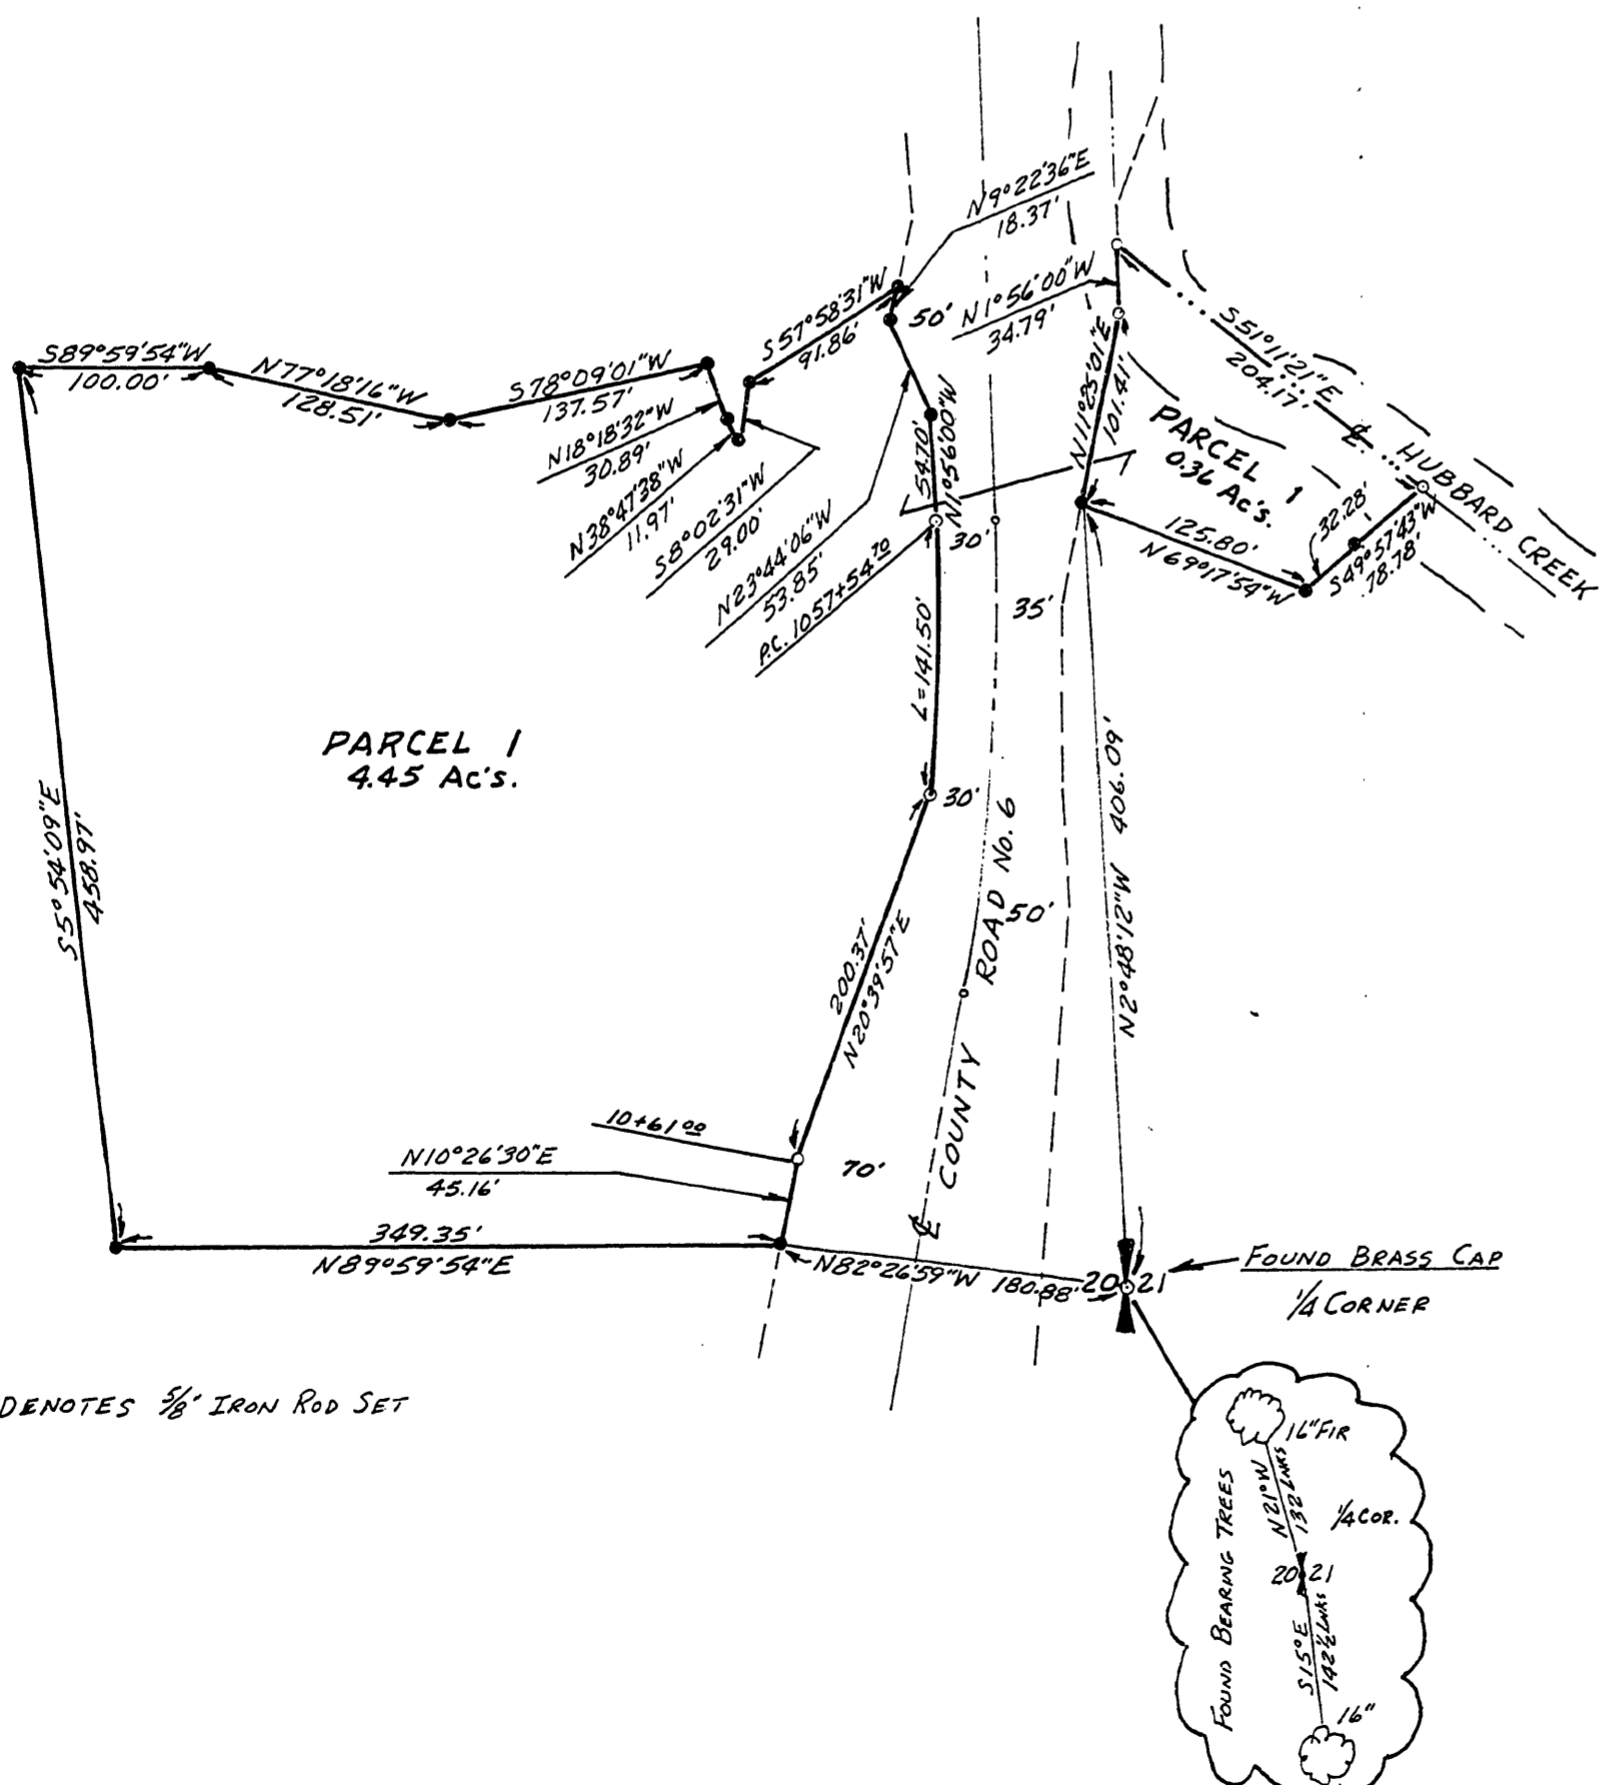 N9°22'36"E
18.37'
S57°58'31"W
91.86'
50'
N1°56'00"W
34.79'
S51°11'21"E
204.17'
S89°59'54"W
100.00'
N77°18'16"W
128.51'
S78°09'01"W
137.57'
N18°18'32"W
30.89'
N38°47'38"W
11.97'
S8°02'31"W
29.00'
N23°44'06"W
53.85'
P.C. 1057+54.70
54.70'
N1°56'00"W
N11°25'01"E
101.41'
PARCEL 1
0.36 Ac's.
℄ HUBBARD CREEK
32.28'
S49°57'43"W
78.78'
125.80'
N69°17'54"W
30'
35'
L=141.50'
PARCEL 1
4.45 Ac's.
30'
S5°54'09"E
458.97'
200.37'
N20°39'57"E
℄ COUNTY ROAD No. 6
50'
N2°48'12"W 406.09'
10+61.00
N10°26'30"E
45.16'
70'
349.35'
N89°59'54"E
N82°26'59"W 180.88'
20 21
FOUND BRASS CAP
1/4 CORNER
DENOTES 5/8" IRON ROD SET
FOUND BEARING TREES
16" FIR
N21°W
132 LNKS
1/4 COR.
20 21
S15°E
142½ LNKS
16"